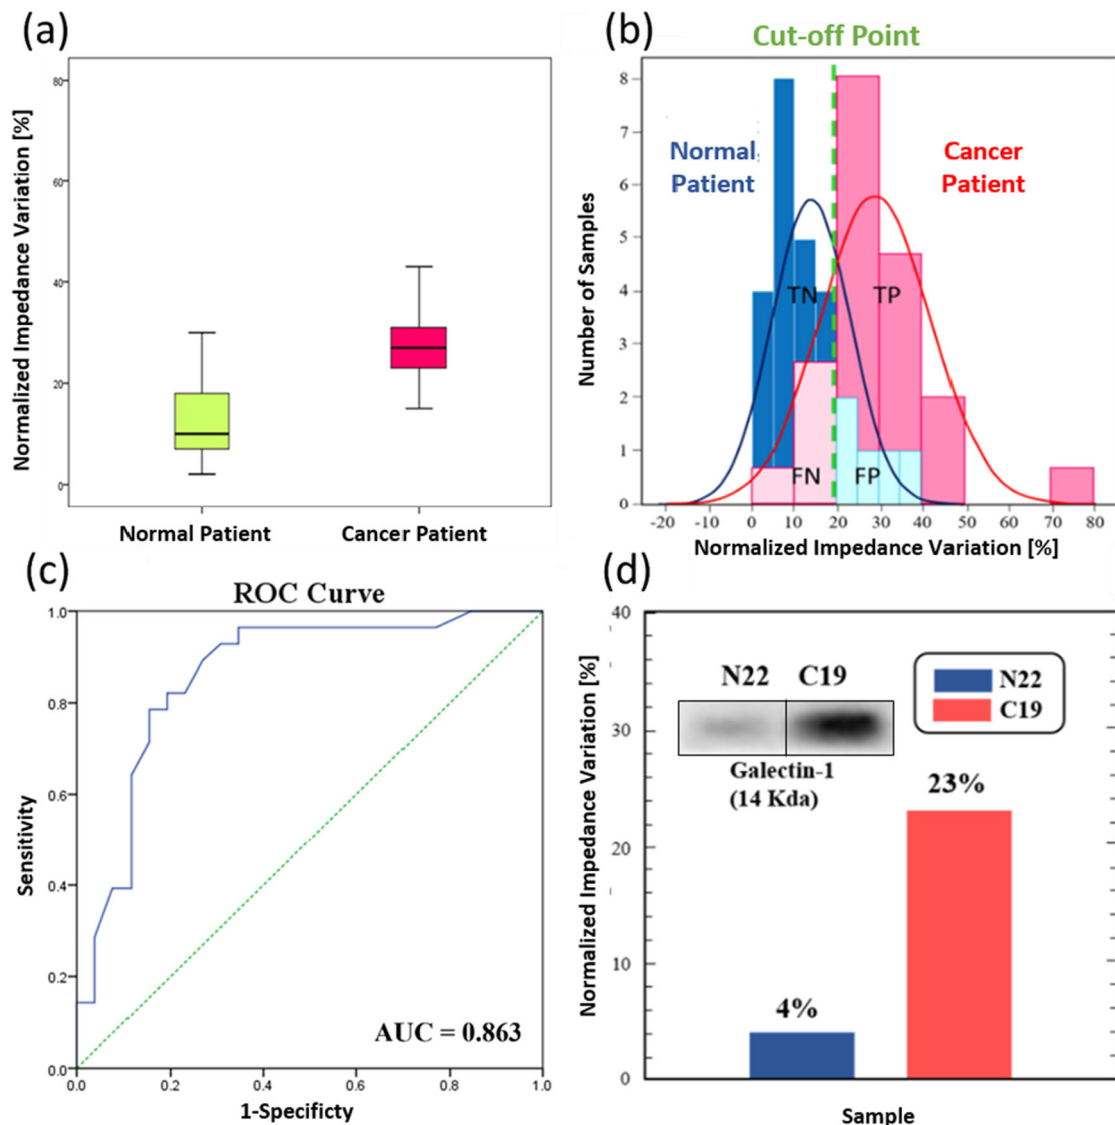 (a)
Normalized Impedance Variation [%]
80
60
40
20
0
Normal Patient
Cancer Patient
(b)
Cut-off Point
Number of Samples
8
7
6
5
4
3
2
1
0
Normal
Patient
Cancer
Patient
TN
TP
FN
FP
-20
-10
0
10
20
30
40
50
60
70
80
Normalized Impedance Variation [%]
(c)
ROC Curve
Sensitivity
1.0
0.8
0.6
0.4
0.2
0.0
AUC = 0.863
0.0
0.2
0.4
0.6
0.8
1.0
1-Specificty
(d)
Normalized Impedance Variation [%]
40
30
20
10
0
N22 C19
Galectin-1
(14 Kda)
N22
C19
4%
23%
Sample